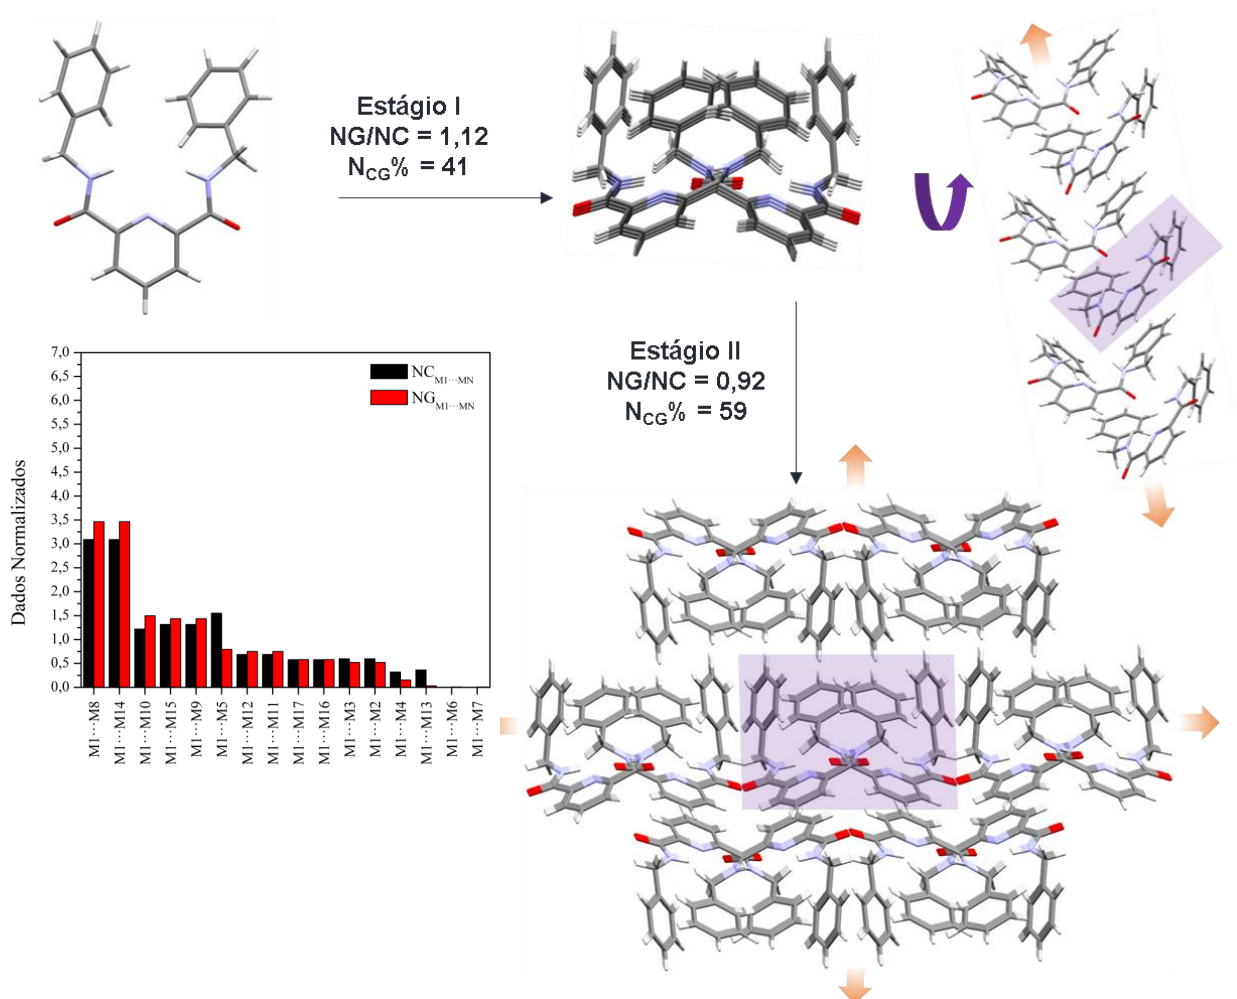 Estágio I
NG/NC = 1,12
N_CG% = 41
Estágio II
NG/NC = 0,92
N_CG% = 59
NC_M1···MN
NG_M1···MN
Dados Normalizados
7,0
6,5
6,0
5,5
5,0
4,5
4,0
3,5
3,0
2,5
2,0
1,5
1,0
0,5
0,0
M1···M8
M1···M14
M1···M10
M1···M15
M1···M9
M1···M5
M1···M12
M1···M11
M1···M17
M1···M16
M1···M3
M1···M2
M1···M4
M1···M13
M1···M6
M1···M7